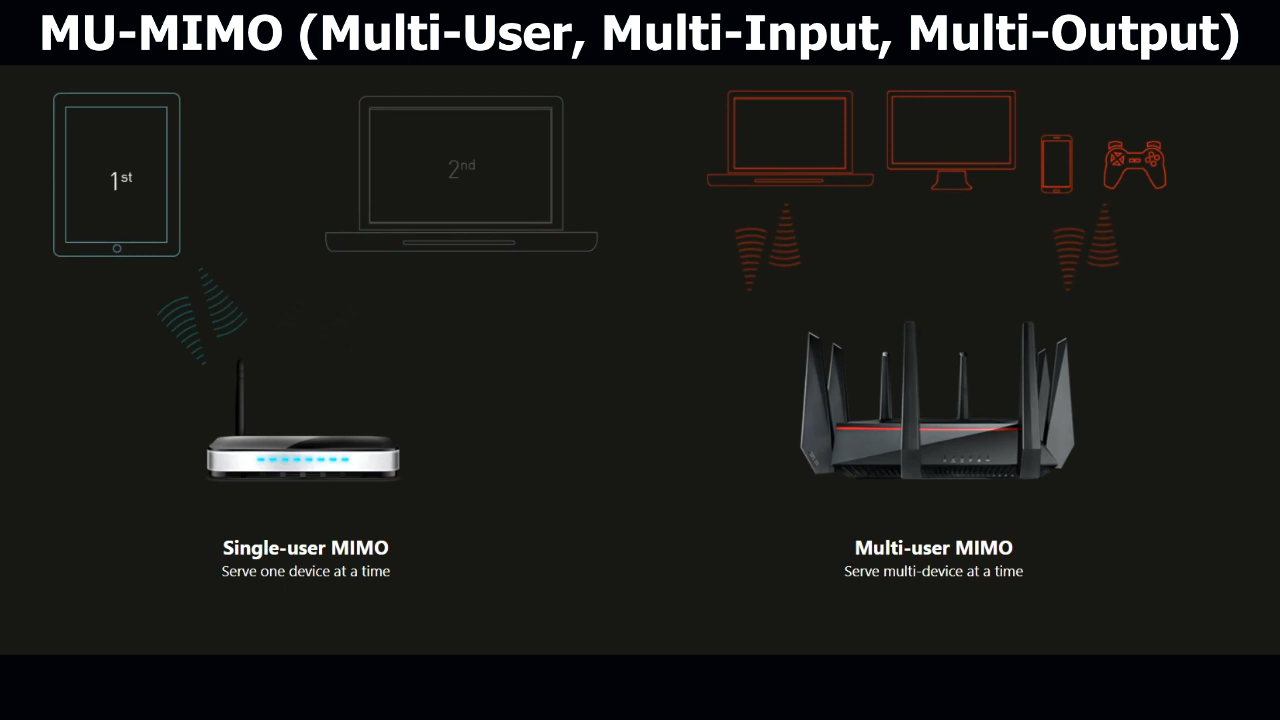 MU-MIMO (Multi-User, Multi-Input, Multi-Output)
1st
2nd
Single-user MIMO
Serve one device at a time
Multi-user MIMO
Serve multi-device at a time